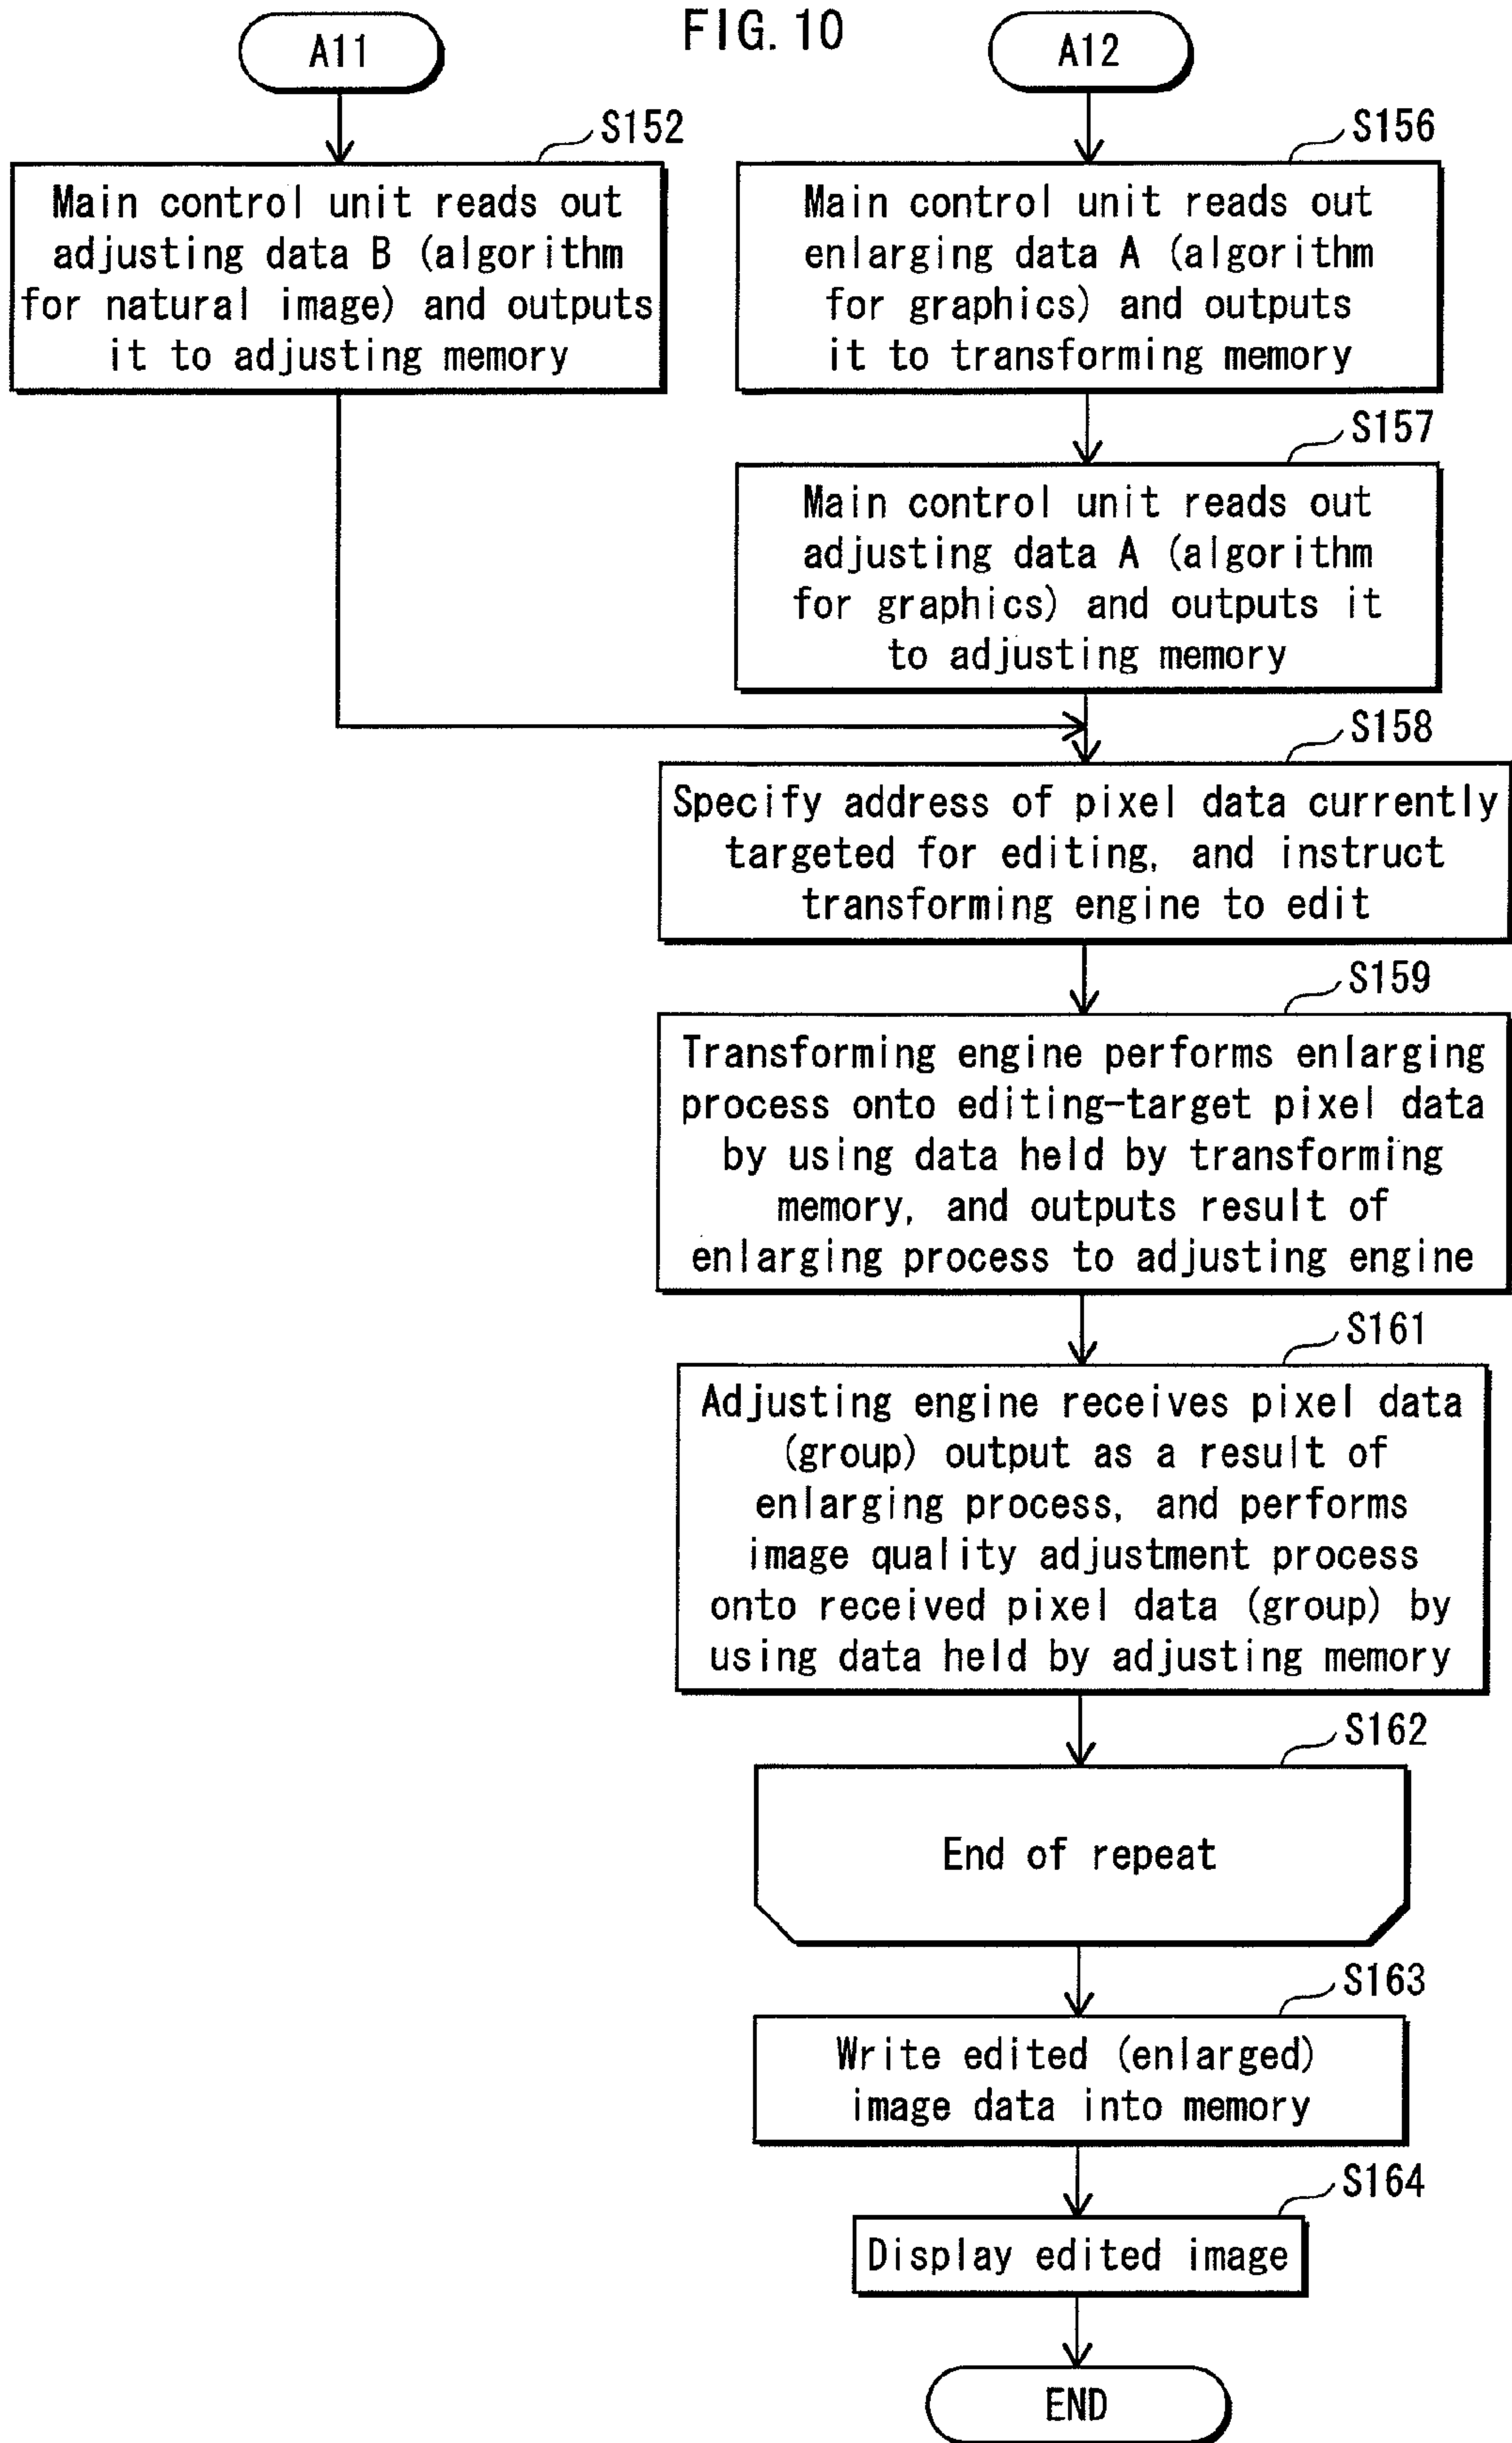 FIG. 10
A11
S152
Main control unit reads out
adjusting data B (algorithm
for natural image) and outputs
it to adjusting memory
A12
S156
Main control unit reads out
enlarging data A (algorithm
for graphics) and outputs
it to transforming memory
S157
Main control unit reads out
adjusting data A (algorithm
for graphics) and outputs it
to adjusting memory
S158
Specify address of pixel data currently
targeted for editing, and instruct
transforming engine to edit
S159
Transforming engine performs enlarging
process onto editing-target pixel data
by using data held by transforming
memory, and outputs result of
enlarging process to adjusting engine
S161
Adjusting engine receives pixel data
(group) output as a result of
enlarging process, and performs
image quality adjustment process
onto received pixel data (group) by
using data held by adjusting memory
S162
End of repeat
S163
Write edited (enlarged)
image data into memory
S164
Display edited image
END